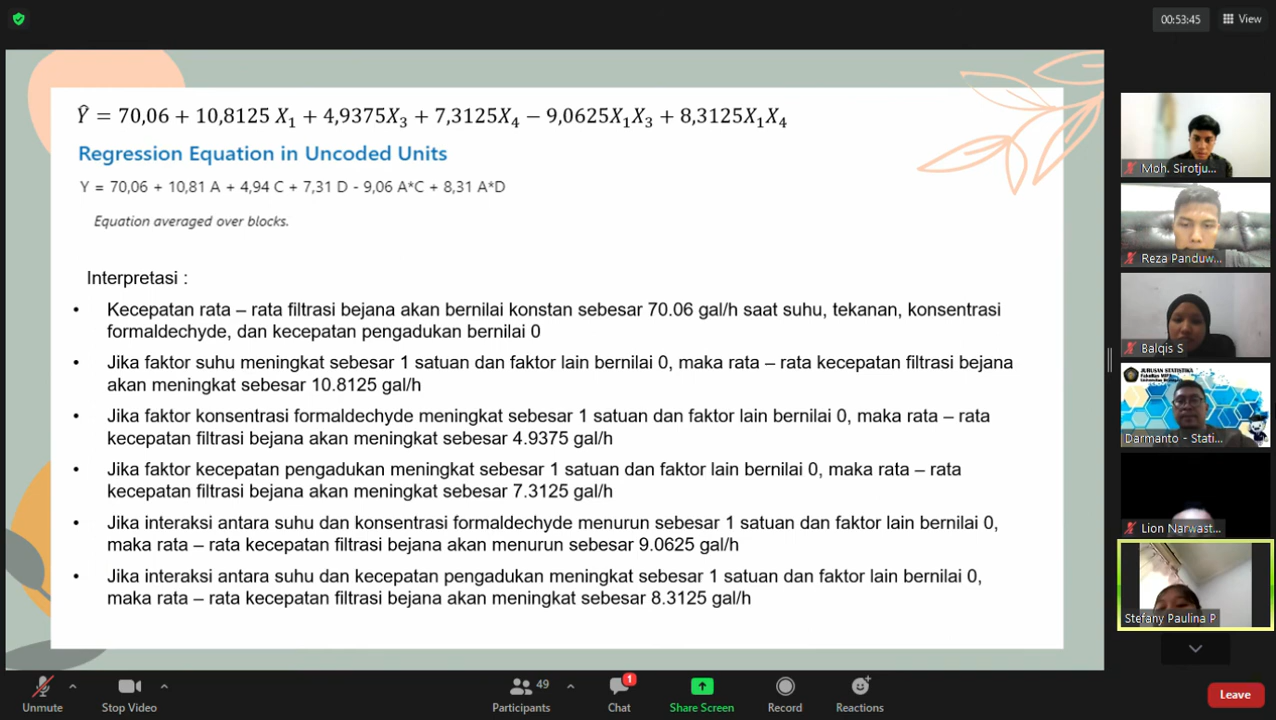 00:53:45
View
Ŷ = 70,06 + 10,8125 X₁ + 4,9375X₃ + 7,3125X₄ − 9,0625X₁X₃ + 8,3125X₁X₄
Regression Equation in Uncoded Units
Y = 70,06 + 10,81 A + 4,94 C + 7,31 D - 9,06 A*C + 8,31 A*D
Equation averaged over blocks.
Interpretasi :
• Kecepatan rata – rata filtrasi bejana akan bernilai konstan sebesar 70.06 gal/h saat suhu, tekanan, konsentrasi
formaldechyde, dan kecepatan pengadukan bernilai 0
• Jika faktor suhu meningkat sebesar 1 satuan dan faktor lain bernilai 0, maka rata – rata kecepatan filtrasi bejana
akan meningkat sebesar 10.8125 gal/h
• Jika faktor konsentrasi formaldechyde meningkat sebesar 1 satuan dan faktor lain bernilai 0, maka rata – rata
kecepatan filtrasi bejana akan meningkat sebesar 4.9375 gal/h
• Jika faktor kecepatan pengadukan meningkat sebesar 1 satuan dan faktor lain bernilai 0, maka rata – rata
kecepatan filtrasi bejana akan meningkat sebesar 7.3125 gal/h
• Jika interaksi antara suhu dan konsentrasi formaldechyde menurun sebesar 1 satuan dan faktor lain bernilai 0,
maka rata – rata kecepatan filtrasi bejana akan menurun sebesar 9.0625 gal/h
• Jika interaksi antara suhu dan kecepatan pengadukan meningkat sebesar 1 satuan dan faktor lain bernilai 0,
maka rata – rata kecepatan filtrasi bejana akan meningkat sebesar 8.3125 gal/h
Moh. Sirotju...
Reza Panduw...
Balqis S
JURUSAN STATISTIKA
Fakultas MIPA
Darmanto - Stati...
Lion Narwast...
Stefany Paulina P
Unmute
Stop Video
49
Participants
1
Chat
Share Screen
Record
Reactions
Leave